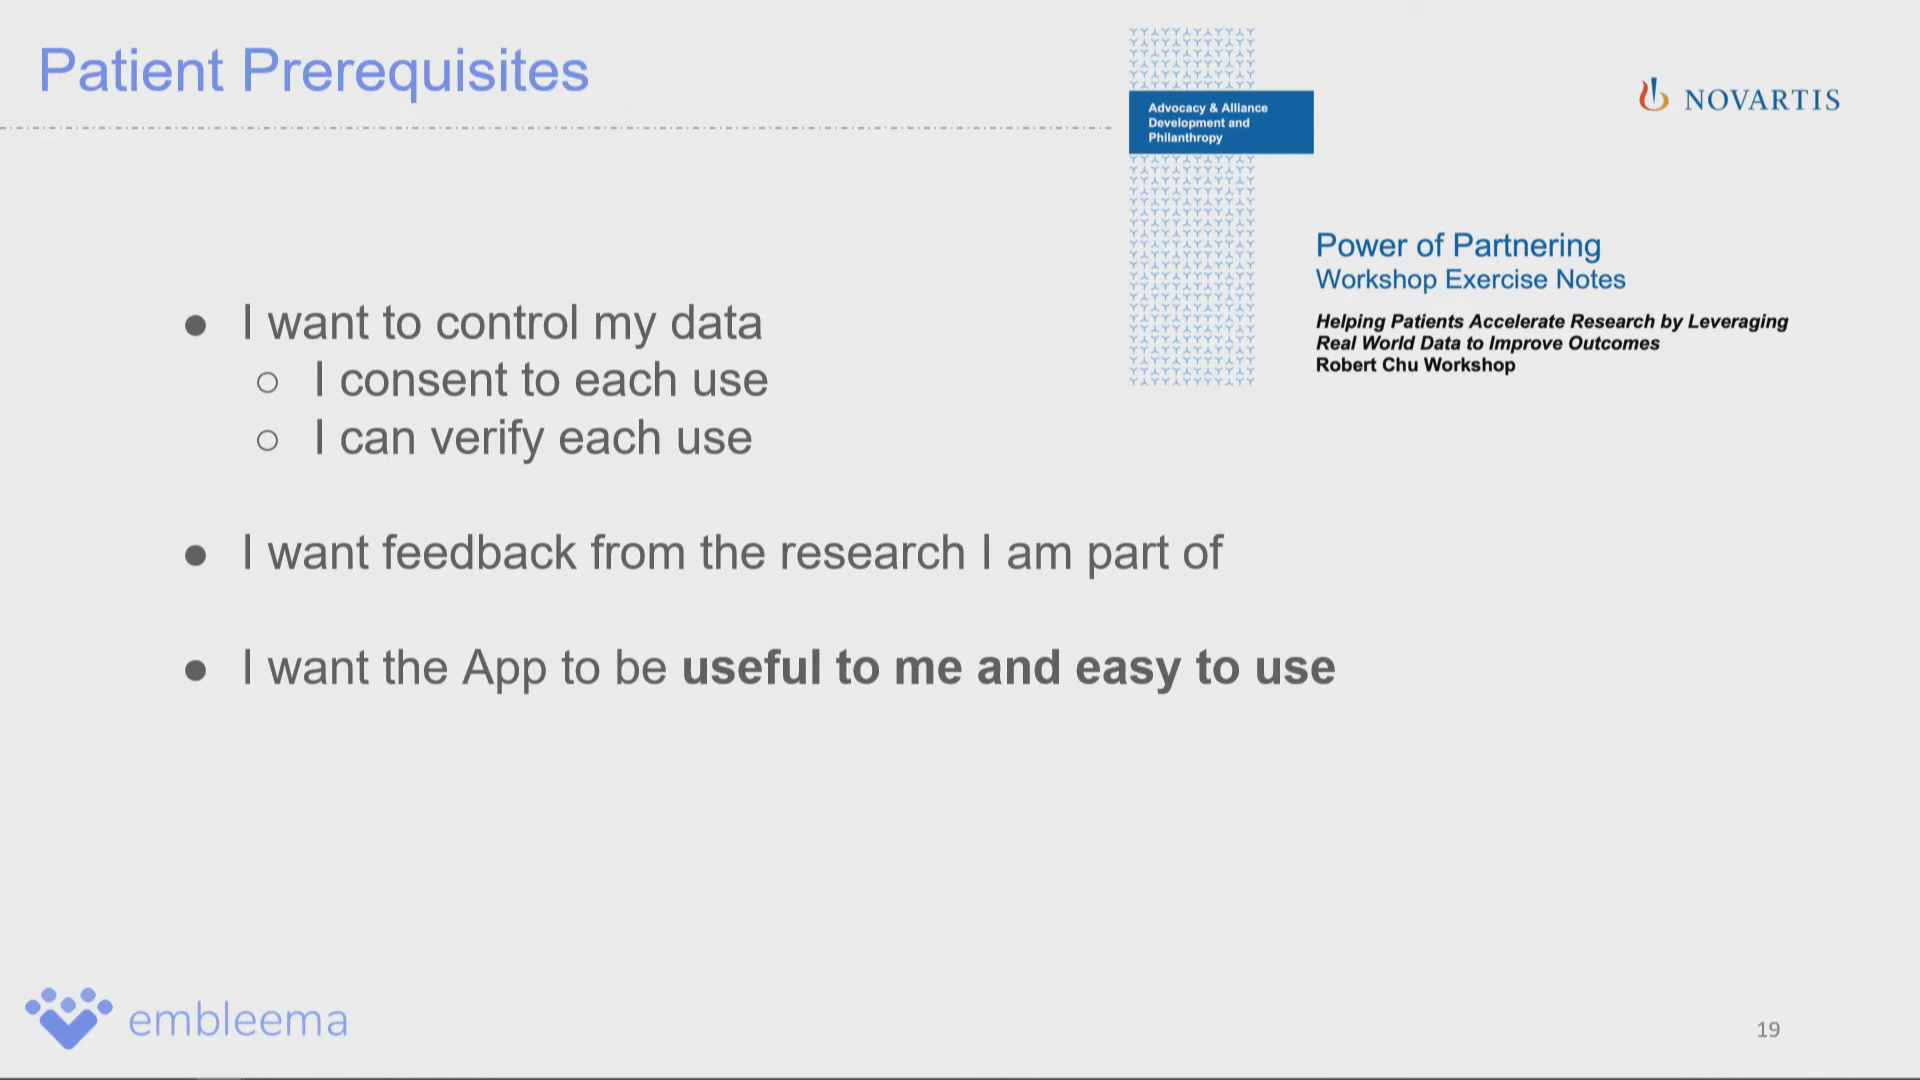 Patient Prerequisites
Advocacy & Alliance
Development and
Philanthropy
NOVARTIS
Power of Partnering
Workshop Exercise Notes
Helping Patients Accelerate Research by Leveraging
Real World Data to Improve Outcomes
Robert Chu Workshop
● I want to control my data
○ I consent to each use
○ I can verify each use
● I want feedback from the research I am part of
● I want the App to be useful to me and easy to use
embleema
19